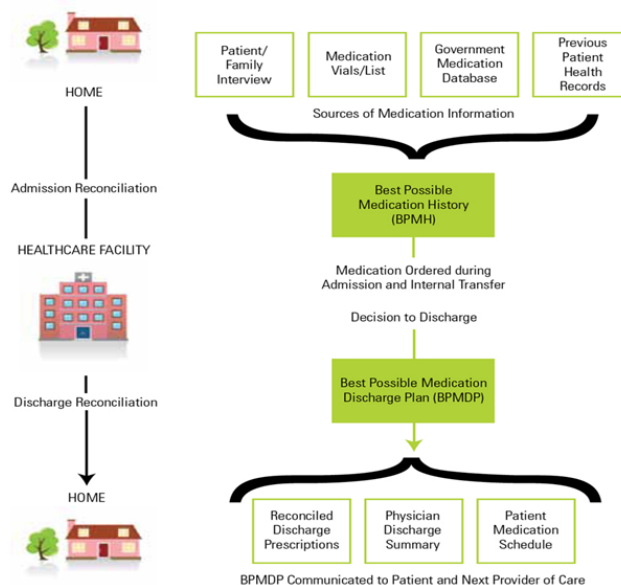 HOME
Admission Reconciliation
HEALTHCARE FACILITY
Discharge Reconciliation
HOME
Patient/
Family
Interview
Medication
Vials/List
Government
Medication
Database
Previous
Patient
Health
Records
Sources of Medication Information
Best Possible
Medication History
(BPMH)
Medication Ordered during
Admission and Internal Transfer
Decision to Discharge
Best Possible Medication
Discharge Plan (BPMDP)
Reconciled
Discharge
Prescriptions
Physician
Discharge
Summary
Patient
Medication
Schedule
BPMDP Communicated to Patient and Next Provider of Care